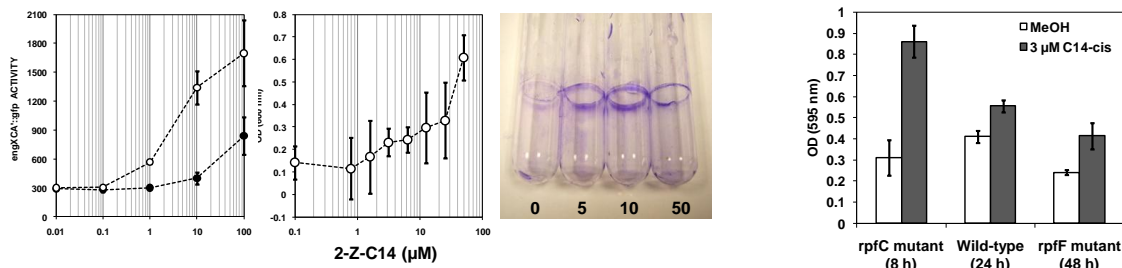 engXCA':gfp ACTIVITY
2100
1800
1500
1200
900
600
300
0
0.01 0.1 1 10 100
0.8
0.7
0.6
0.5
0.4
0.3
0.2
0.1
0
-0.1
0.1 1 10 100
2-Z-C14 (µM)
0 5 10 50
OD (595 nm)
1
0.9
0.8
0.7
0.6
0.5
0.4
0.3
0.2
0.1
0
MeOH
3 µM C14-cis
rpfC mutant Wild-type rpfF mutant
(8 h) (24 h) (48 h)